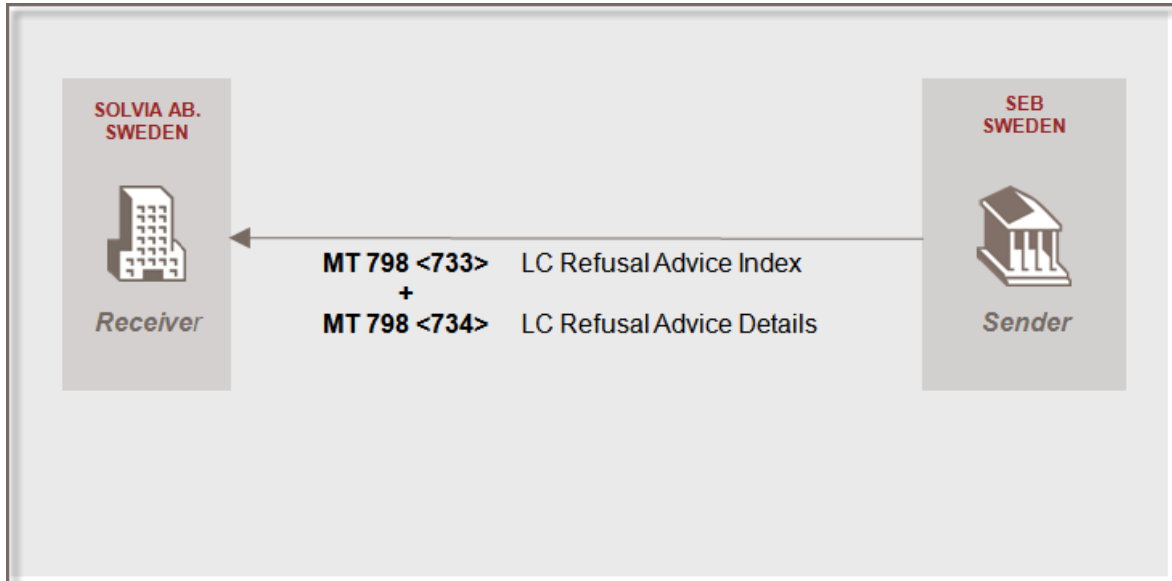 SOLVIA AB.
SWEDEN
SEB
SWEDEN
MT 798 <733> LC Refusal Advice Index
+
MT 798 <734> LC Refusal Advice Details
Receiver
Sender